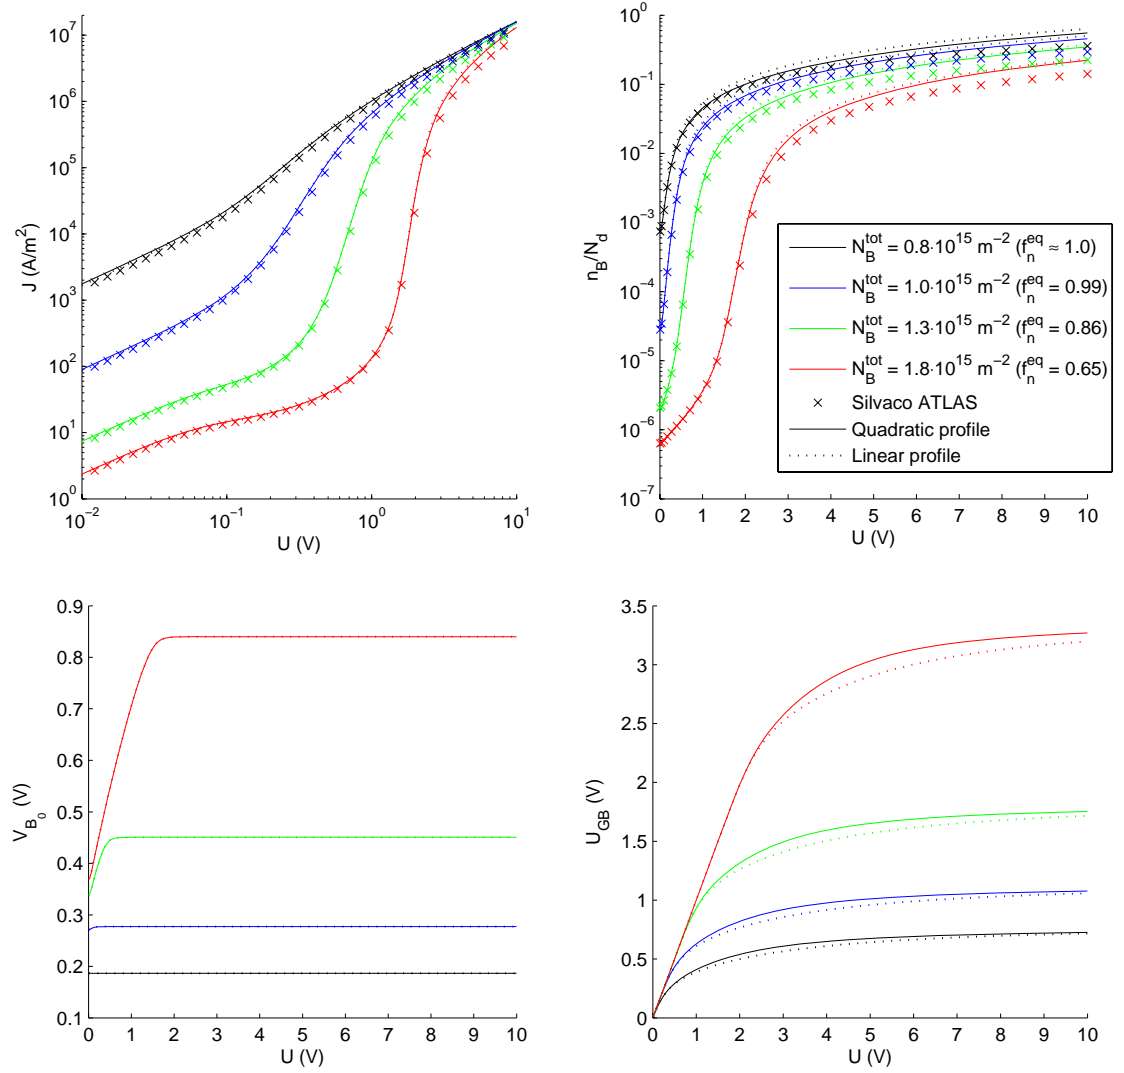 10^7
10^6
10^5
10^4
10^3
10^2
10^1
10^0
J (A/m^2)
10^−2
10^−1
10^0
10^1
U (V)
10^0
10^−1
10^−2
10^−3
10^−4
10^−5
10^−6
10^−7
n_B/N_d
0 1 2 3 4 5 6 7 8 9 10
U (V)
N_B^tot = 0.8·10^15 m^−2 (f_n^eq ≈ 1.0)
N_B^tot = 1.0·10^15 m^−2 (f_n^eq = 0.99)
N_B^tot = 1.3·10^15 m^−2 (f_n^eq = 0.86)
N_B^tot = 1.8·10^15 m^−2 (f_n^eq = 0.65)
Silvaco ATLAS
Quadratic profile
Linear profile
0.9
0.8
0.7
0.6
0.5
0.4
0.3
0.2
0.1
V_B_0 (V)
0 1 2 3 4 5 6 7 8 9 10
U (V)
3.5
3
2.5
2
1.5
1
0.5
0
U_GB (V)
0 1 2 3 4 5 6 7 8 9 10
U (V)